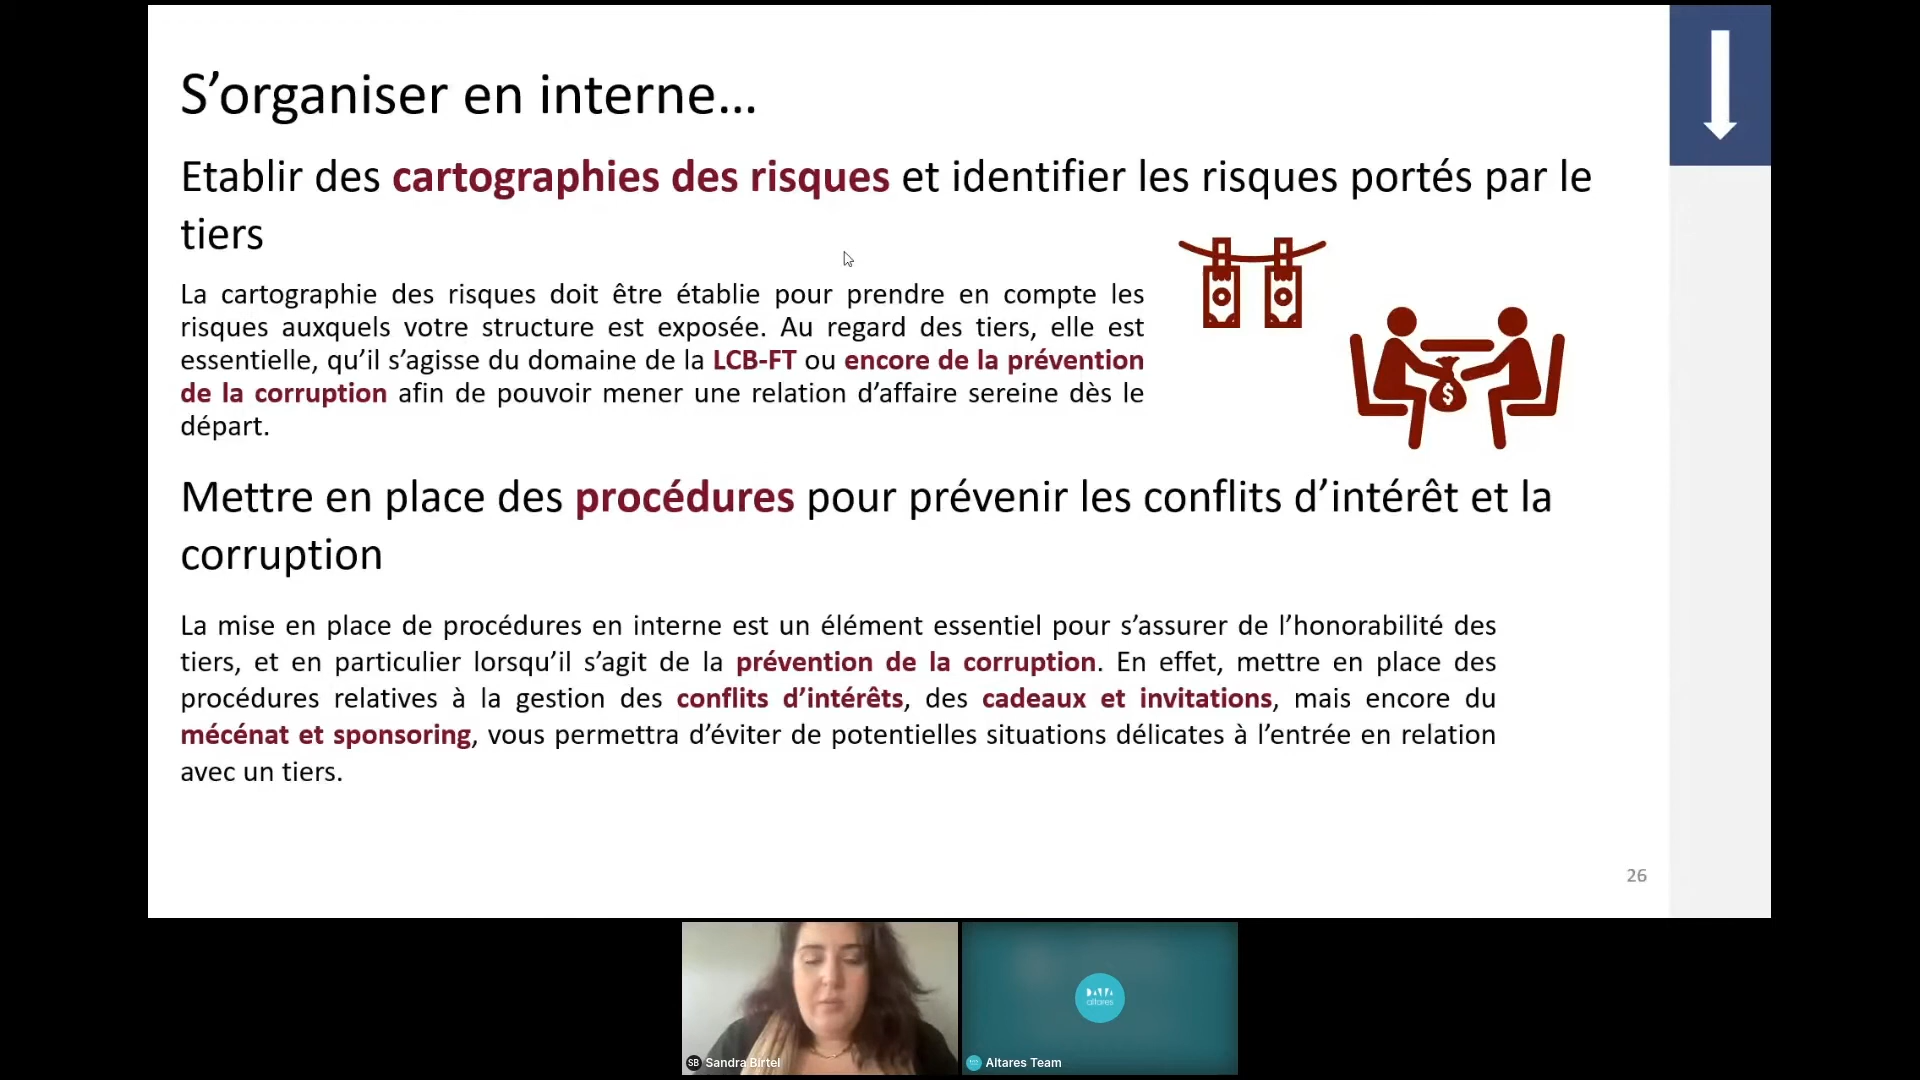 S’organiser en interne…
Etablir des cartographies des risques et identifier les risques portés par le
tiers
La cartographie des risques doit être établie pour prendre en compte les
risques auxquels votre structure est exposée. Au regard des tiers, elle est
essentielle, qu’il s’agisse du domaine de la LCB-FT ou encore de la prévention
de la corruption afin de pouvoir mener une relation d’affaire sereine dès le
départ.
$
Mettre en place des procédures pour prévenir les conflits d’intérêt et la
corruption
La mise en place de procédures en interne est un élément essentiel pour s’assurer de l’honorabilité des
tiers, et en particulier lorsqu’il s’agit de la prévention de la corruption. En effet, mettre en place des
procédures relatives à la gestion des conflits d’intérêts, des cadeaux et invitations, mais encore du
mécénat et sponsoring, vous permettra d’éviter de potentielles situations délicates à l’entrée en relation
avec un tiers.
26
altares
SB Sandra Birtel
Altares Team